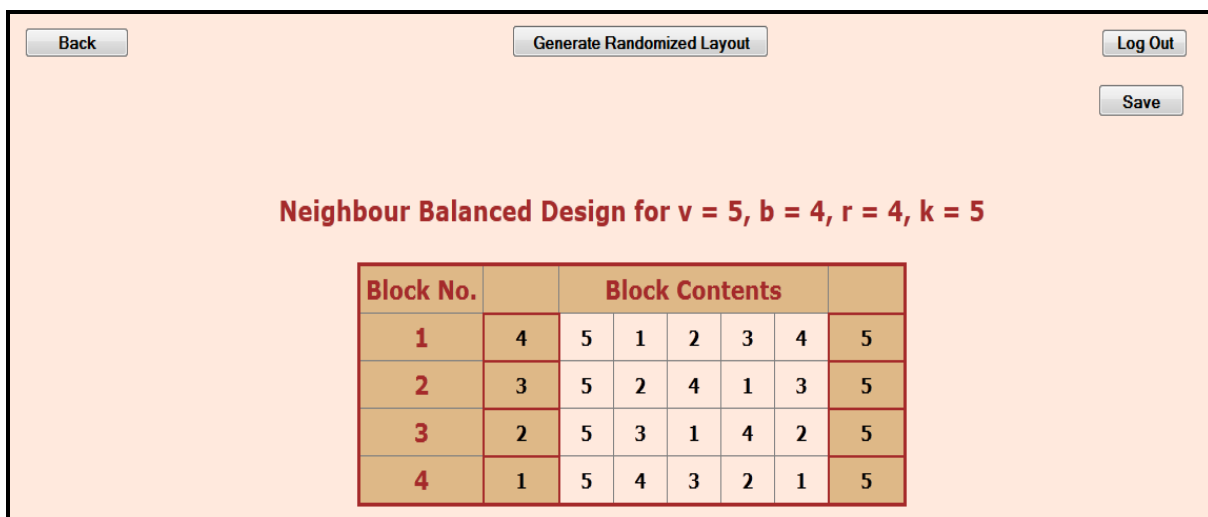 Back Generate Randomized Layout Log Out
Save
Neighbour Balanced Design for v = 5, b = 4, r = 4, k = 5
Block No. Block Contents
1 4 5 1 2 3 4 5
2 3 5 2 4 1 3 5
3 2 5 3 1 4 2 5
4 1 5 4 3 2 1 5